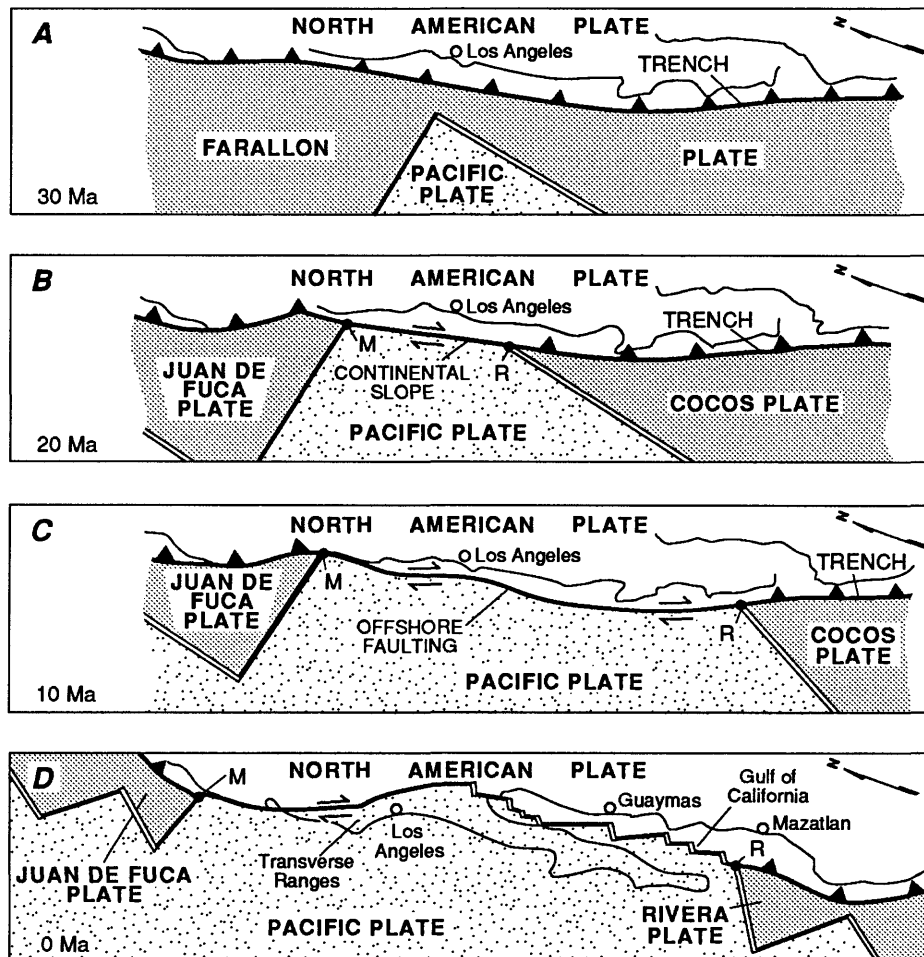 A
NORTH AMERICAN PLATE
N
Los Angeles
TRENCH
FARALLON
PLATE
PACIFIC
PLATE
30 Ma
B
NORTH AMERICAN PLATE
N
Los Angeles
TRENCH
M
JUAN DE
FUCA
PLATE
CONTINENTAL
SLOPE
R
COCOS PLATE
PACIFIC PLATE
20 Ma
C
NORTH AMERICAN PLATE
N
Los Angeles
TRENCH
M
JUAN DE
FUCA
PLATE
OFFSHORE
FAULTING
R
COCOS
PLATE
PACIFIC PLATE
10 Ma
D
NORTH AMERICAN PLATE
N
M
Guaymas
Gulf of
California
Mazatlan
Los
Angeles
R
Transverse
Ranges
JUAN DE FUCA
PLATE
PACIFIC PLATE
RIVERA
PLATE
0 Ma